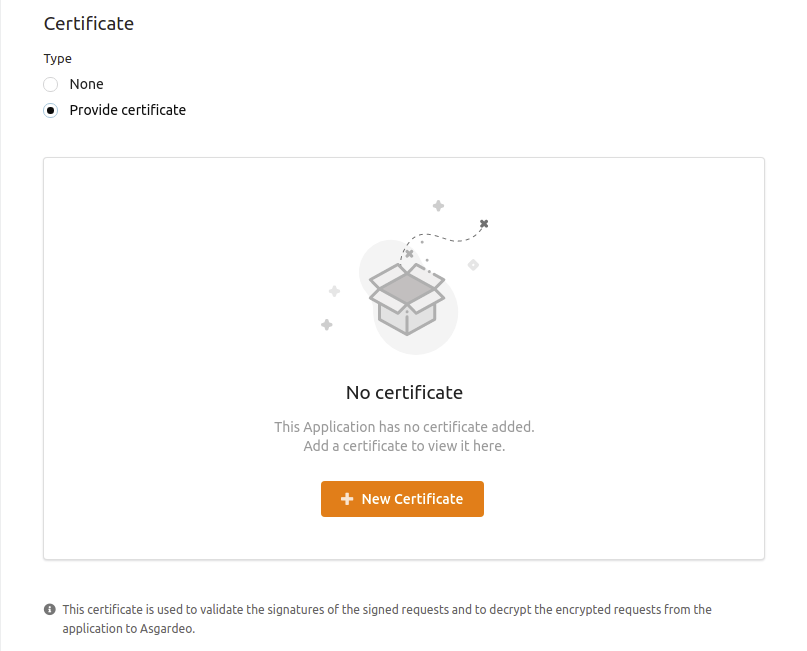 Certificate
Type
None
Provide certificate
No certificate
This Application has no certificate added.
Add a certificate to view it here.
New Certificate
This certificate is used to validate the signatures of the signed requests and to decrypt the encrypted requests from the
application to Asgardeo.